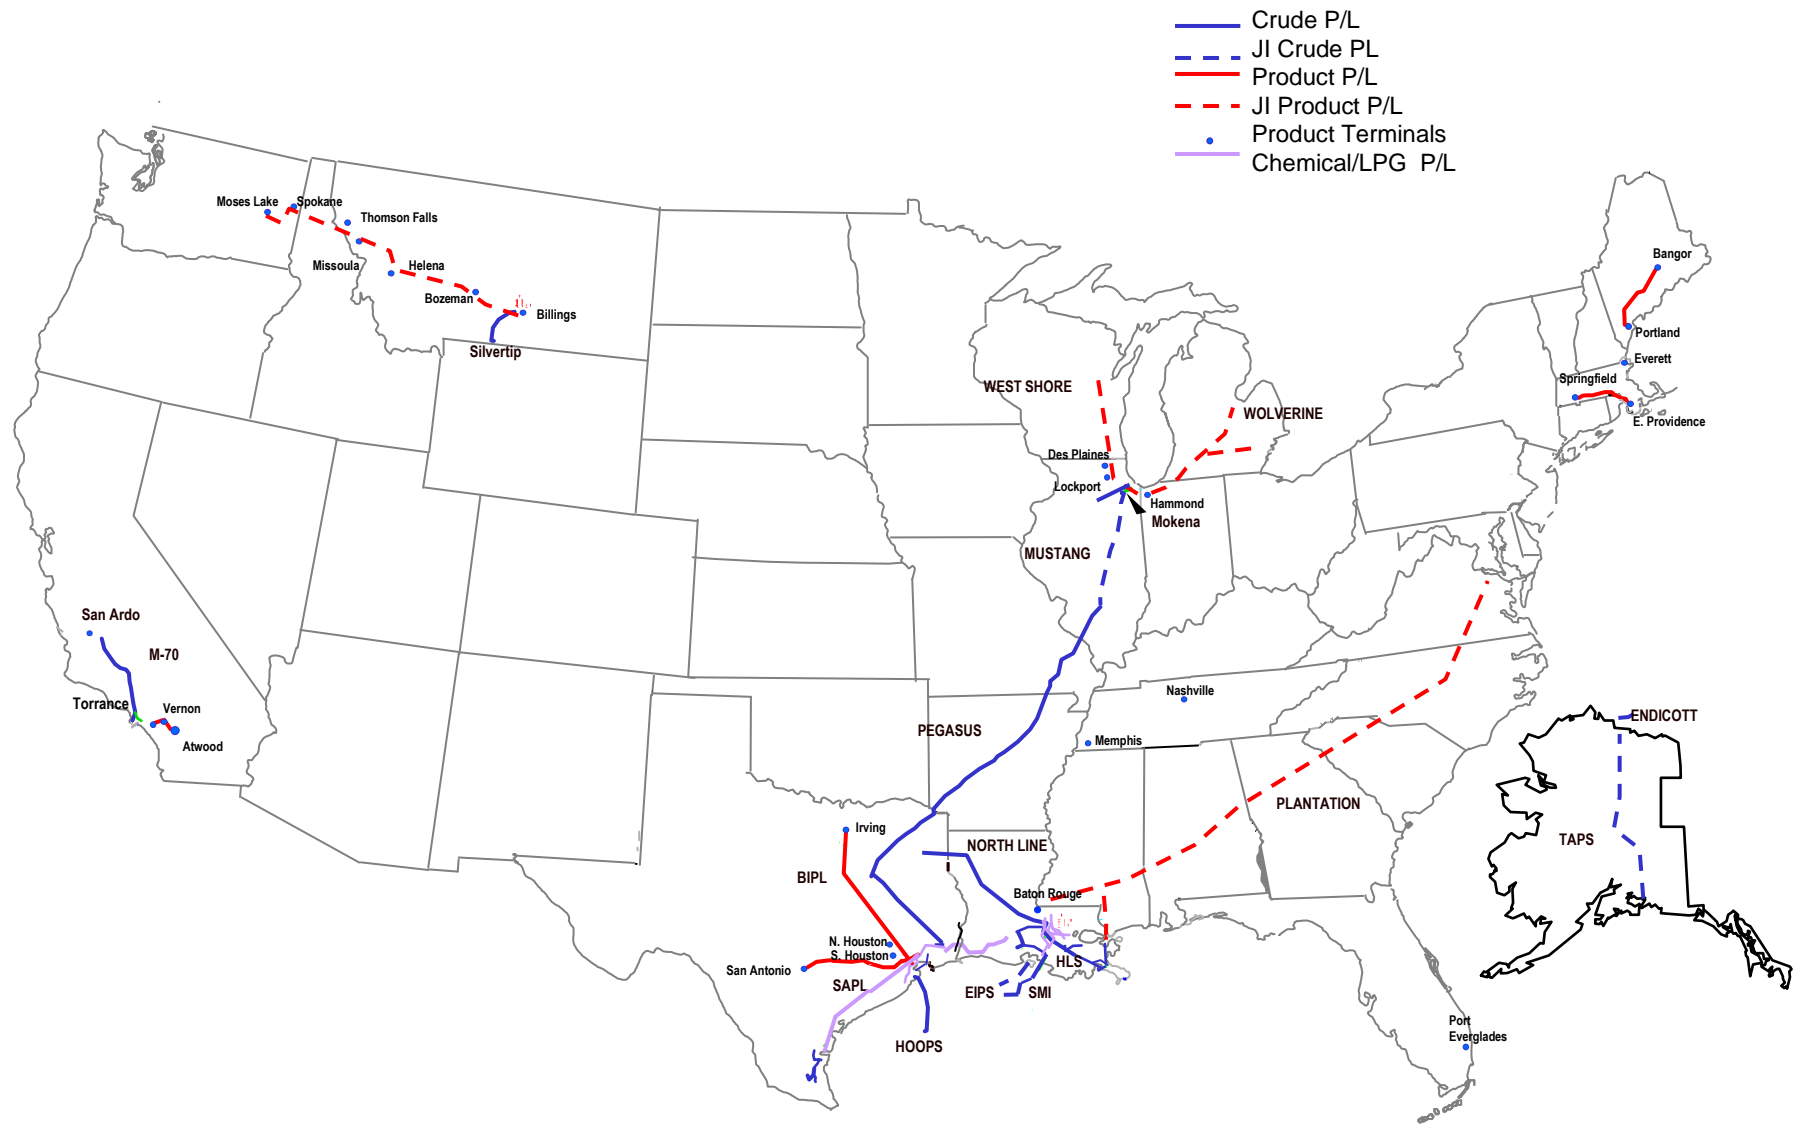 Crude P/L
JI Crude PL
Product P/L
JI Product P/L
Product Terminals
Chemical/LPG P/L
Moses Lake
Spokane
Thomson Falls
Missoula
Helena
Bozeman
Billings
Silvertip
Bangor
Portland
Everett
Springfield
E. Providence
WEST SHORE
WOLVERINE
Des Plaines
Lockport
Hammond
Mokena
MUSTANG
San Ardo
M-70
Torrance
Vernon
Atwood
Nashville
Memphis
PEGASUS
ENDICOTT
TAPS
PLANTATION
Irving
NORTH LINE
BIPL
Baton Rouge
N. Houston
S. Houston
San Antonio
SAPL
HLS
EIPS
SMI
HOOPS
Port
Everglades